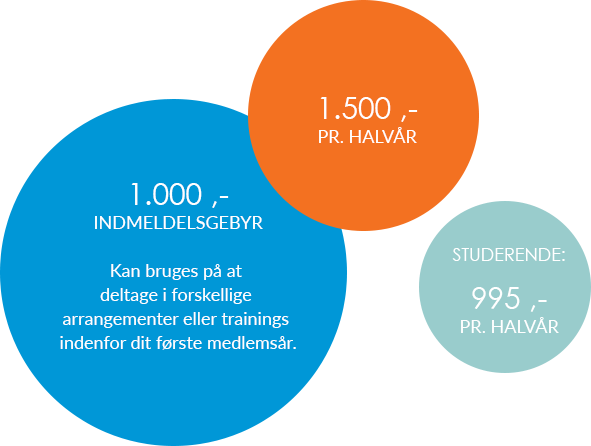 1.500 ,-
PR. HALVÅR
1.000 ,-
INDMELDELSGEBYR
Kan bruges på at
deltage i forskellige
arrangementer eller trainings
indenfor dit første medlemsår.
STUDERENDE:
995 ,-
PR. HALVÅR